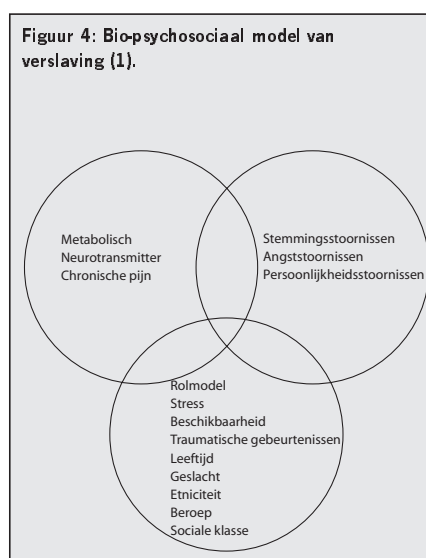 Figuur 4: Bio-psychosociaal model van
verslaving (1).
Metabolisch
Neurotransmitter
Chronische pijn
Stemmingsstoornissen
Angststoornissen
Persoonlijkheidsstoornissen
Rolmodel
Stress
Beschikbaarheid
Traumatische gebeurtenissen
Leeftijd
Geslacht
Etniciteit
Beroep
Sociale klasse